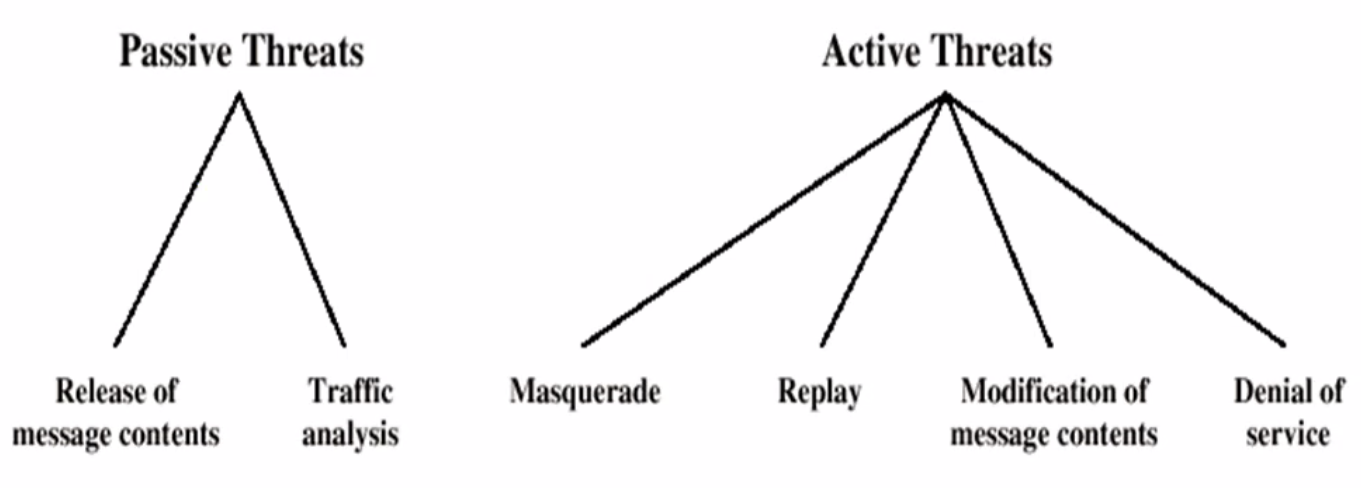 Passive Threats
Active Threats
Release of
message contents
Traffic
analysis
Masquerade
Replay
Modification of
message contents
Denial of
service